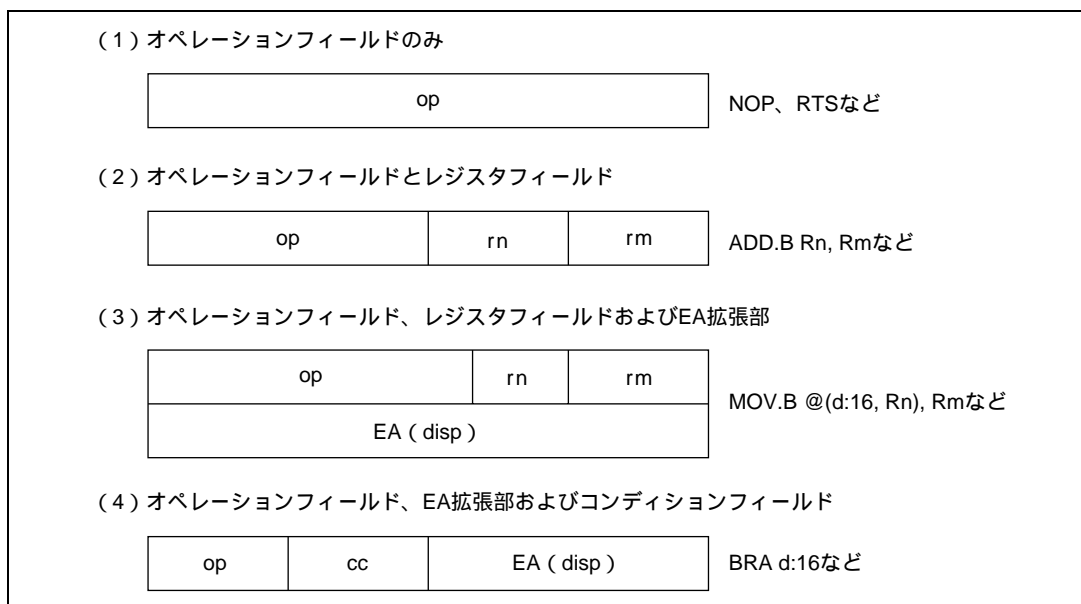 （1）オペレーションフィールドのみ
op
NOP、RTSなど
（2）オペレーションフィールドとレジスタフィールド
op rn rm
ADD.B Rn, Rmなど
（3）オペレーションフィールド、レジスタフィールドおよびEA拡張部
op rn rm
EA（disp）
MOV.B @(d:16, Rn), Rmなど
（4）オペレーションフィールド、EA拡張部およびコンディションフィールド
op cc EA（disp）
BRA d:16など